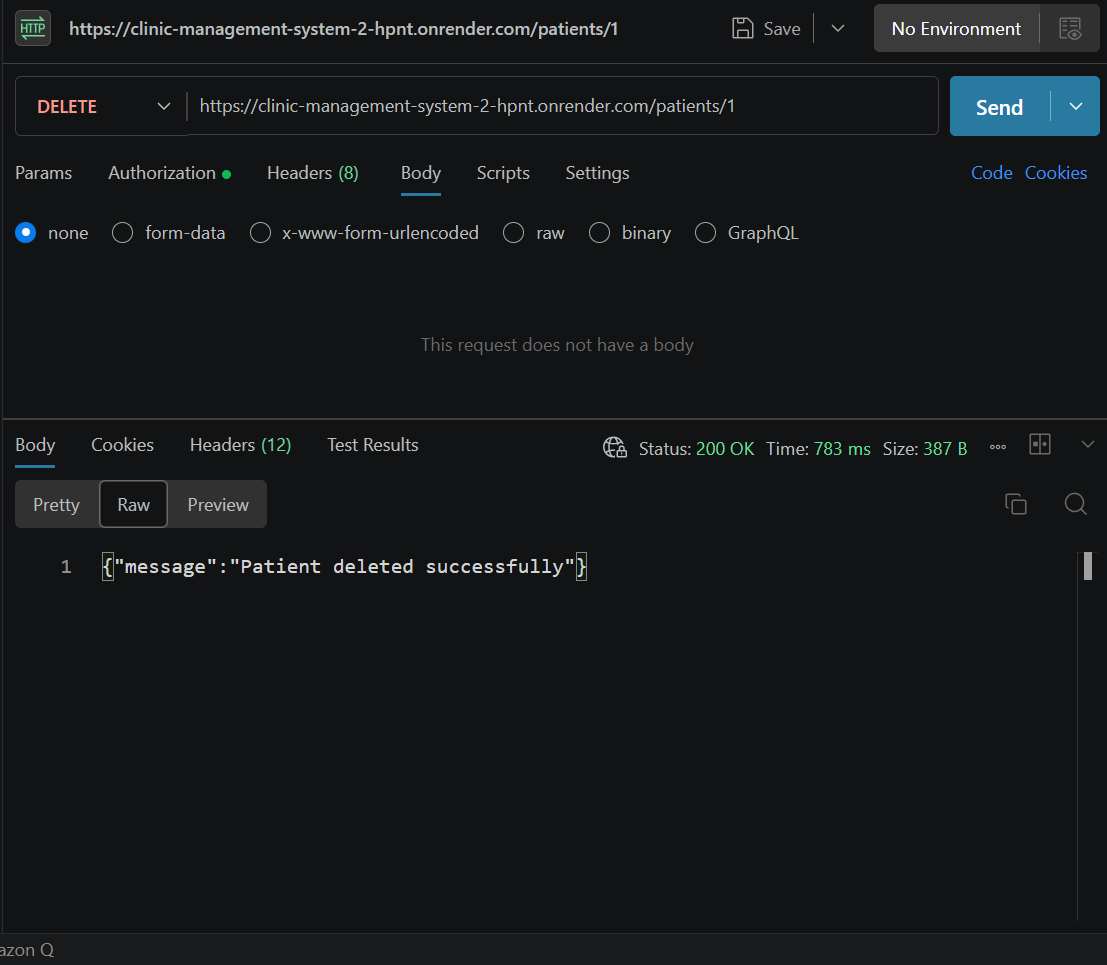 HTTP https://clinic-management-system-2-hpnt.onrender.com/patients/1 Save No Environment
DELETE https://clinic-management-system-2-hpnt.onrender.com/patients/1 Send
Params Authorization Headers (8) Body Scripts Settings Code Cookies
none form-data x-www-form-urlencoded raw binary GraphQL
This request does not have a body
Body Cookies Headers (12) Test Results Status: 200 OK Time: 783 ms Size: 387 B
Pretty Raw Preview
1 {"message":"Patient deleted successfully"}
azon Q